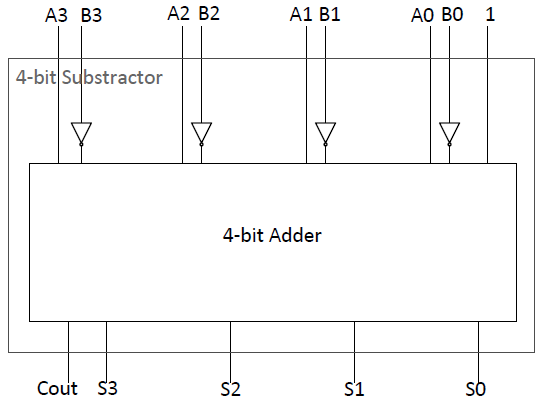 A3 B3 A2 B2 A1 B1 A0 B0 1
4-bit Substractor
4-bit Adder
Cout S3 S2 S1 S0